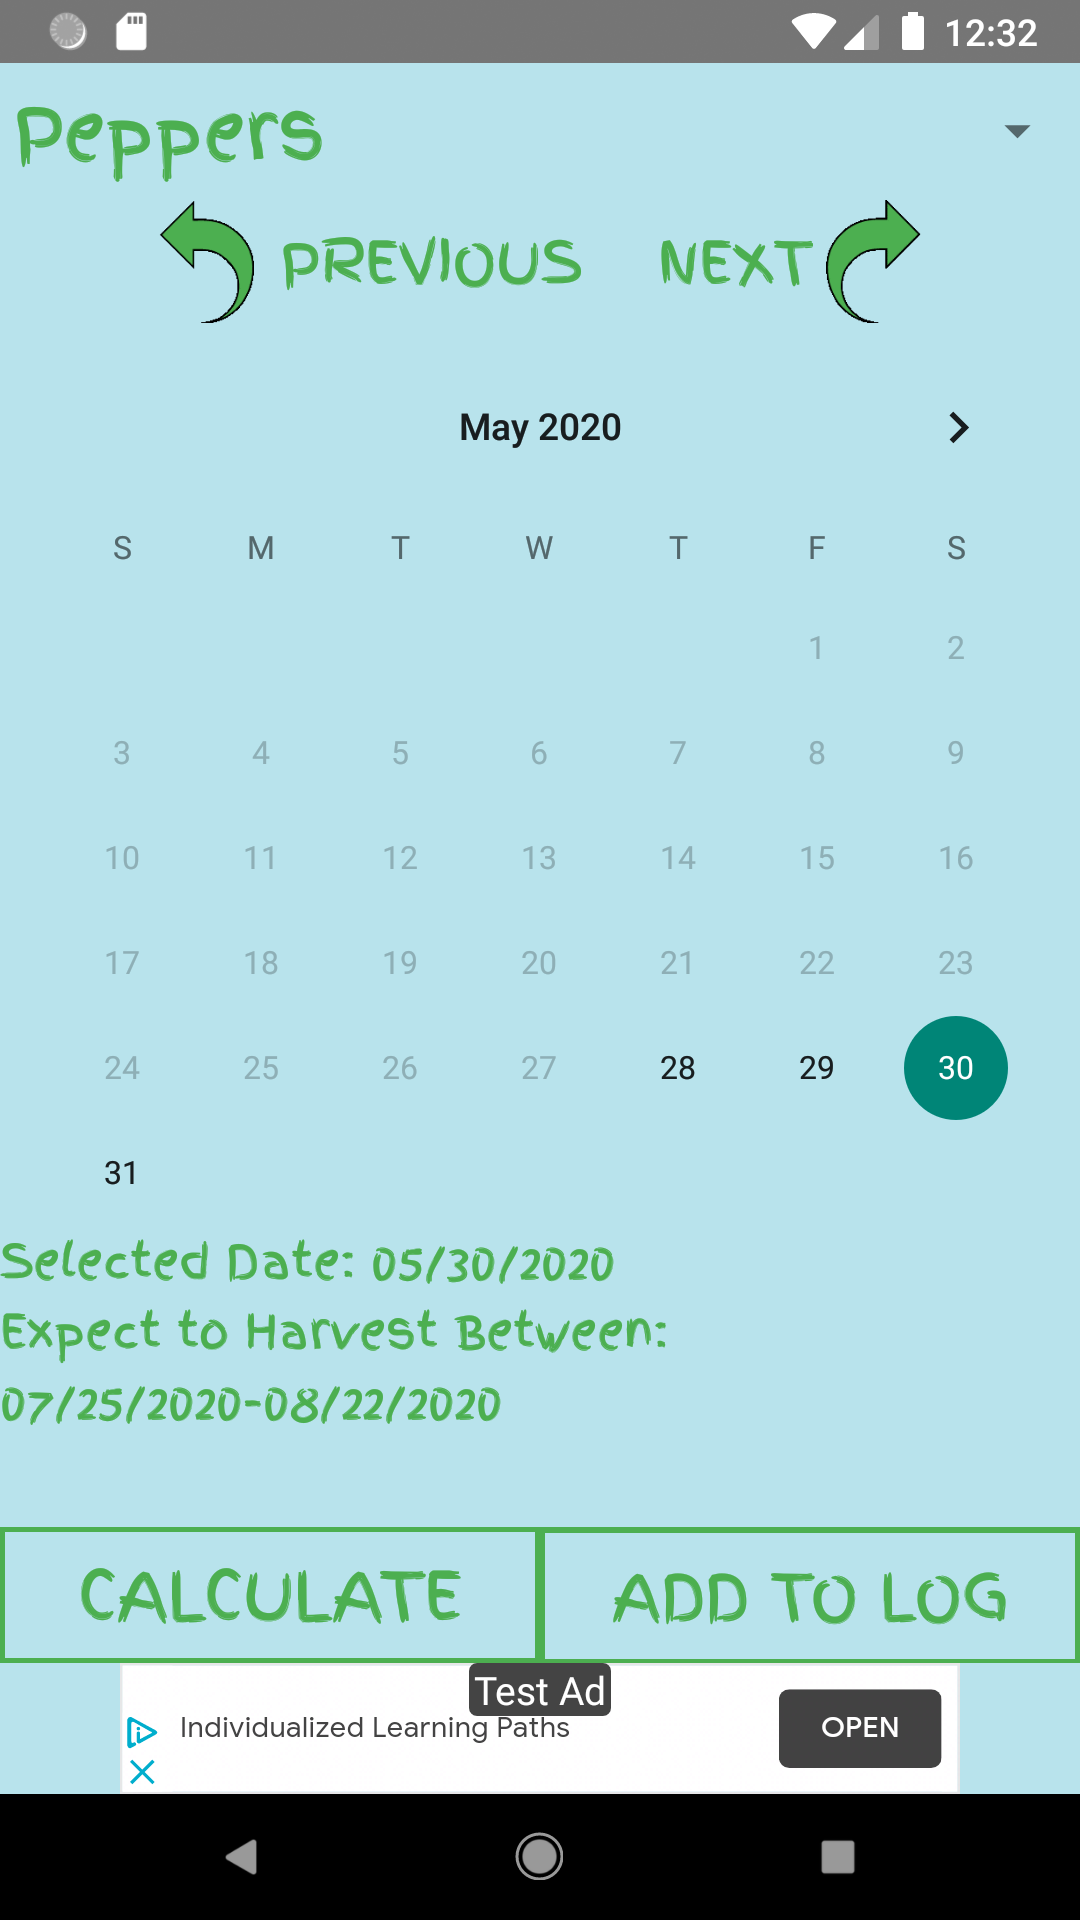 12:32
Peppers
PREVIOUS NEXT
May 2020
S M T W T F S
1 2
3 4 5 6 7 8 9
10 11 12 13 14 15 16
17 18 19 20 21 22 23
24 25 26 27 28 29 30
31
Selected Date: 05/30/2020
Expect to Harvest Between:
07/25/2020-08/22/2020
CALCULATE ADD TO LOG
Test Ad
Individualized Learning Paths OPEN